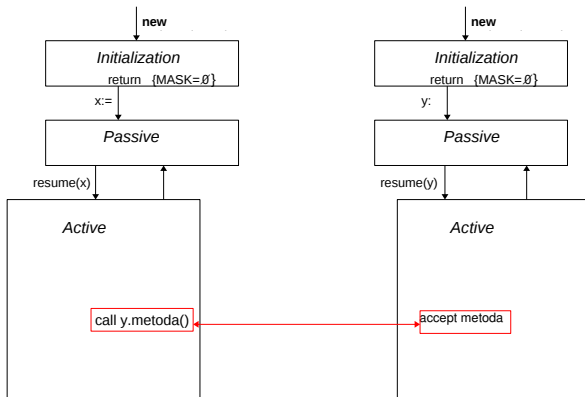 new
Initialization
return {MASK=Ø}
x:=
Passive
resume(x)
Active
call y.metoda()
new
Initialization
return {MASK=Ø}
y:
Passive
resume(y)
Active
accept metoda